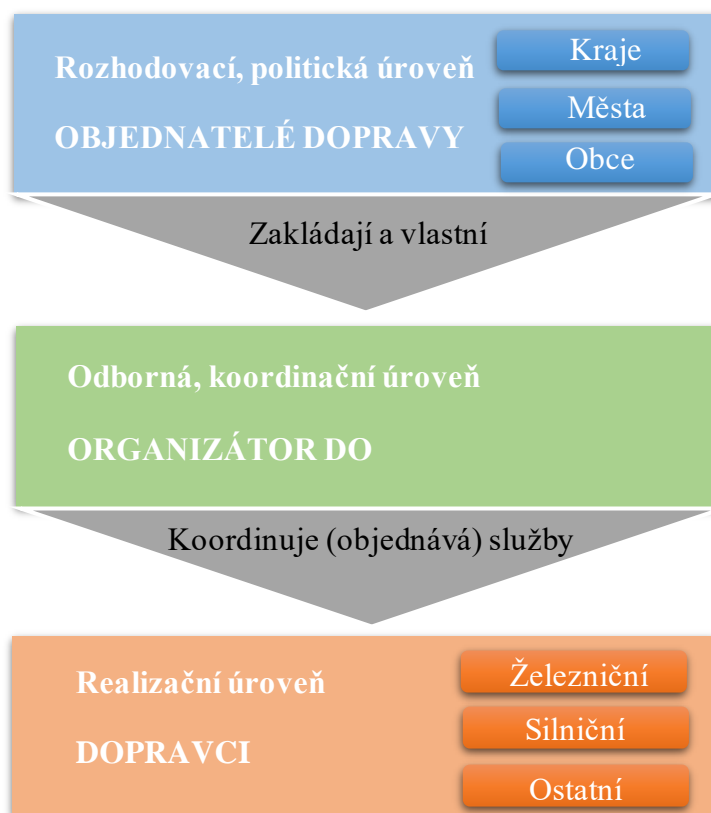 Rozhodovací, politická úroveň
OBJEDNATELÉ DOPRAVY
Kraje
Města
Obce
Zakládají a vlastní
Odborná, koordinační úroveň
ORGANIZÁTOR DO
Koordinuje (objednává) služby
Realizační úroveň
DOPRAVCI
Železniční
Silniční
Ostatní